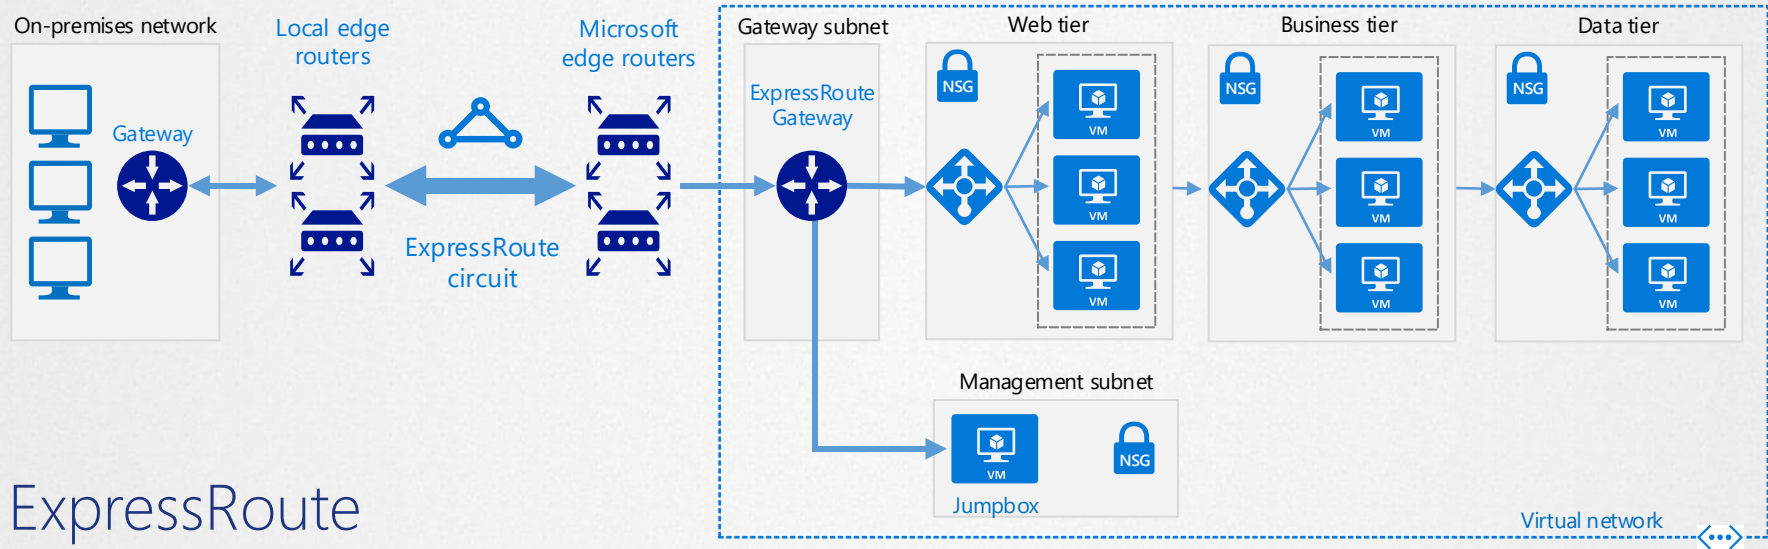 On-premises network
Local edge
routers
Microsoft
edge routers
Gateway subnet
Web tier
Business tier
Data tier
Gateway
ExpressRoute
Gateway
NSG
NSG
NSG
VM
VM
VM
VM
VM
VM
VM
VM
VM
ExpressRoute
circuit
Management subnet
VM
NSG
Jumpbox
ExpressRoute
Virtual network